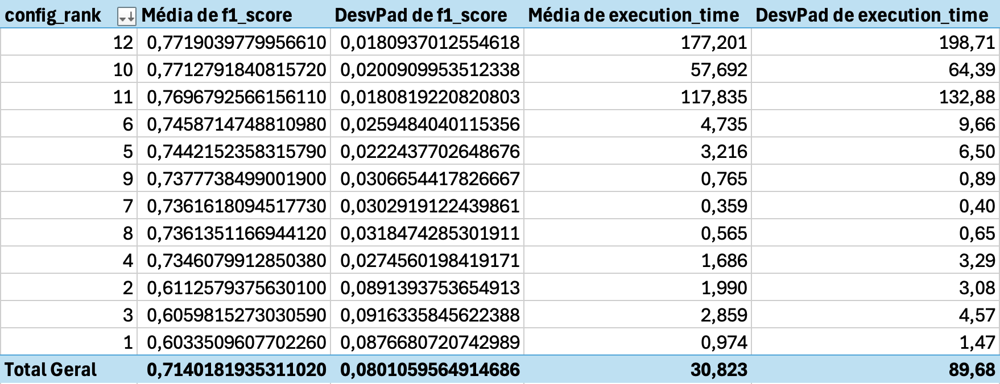 config_rank Média de f1_score DesvPad de f1_score Média de execution_time DesvPad de execution_time
12 0,7719039779956610 0,0180937012554618 177,201 198,71
10 0,7712791840815720 0,0200909953512338 57,692 64,39
11 0,7696792566156110 0,0180819220820803 117,835 132,88
6 0,7458714748810980 0,0259484040115356 4,735 9,66
5 0,7442152358315790 0,0222437702648676 3,216 6,50
9 0,7377738499001900 0,0306654417826667 0,765 0,89
7 0,7361618094517730 0,0302919122439861 0,359 0,40
8 0,7361351166944120 0,0318474285301911 0,565 0,65
4 0,7346079912850380 0,0274560198419171 1,686 3,29
2 0,6112579375630100 0,0891393753654913 1,990 3,08
3 0,6059815273030590 0,0916335845622388 2,859 4,57
1 0,6033509607702260 0,0876680720742989 0,974 1,47
Total Geral 0,7140181935311020 0,0801059564914686 30,823 89,68